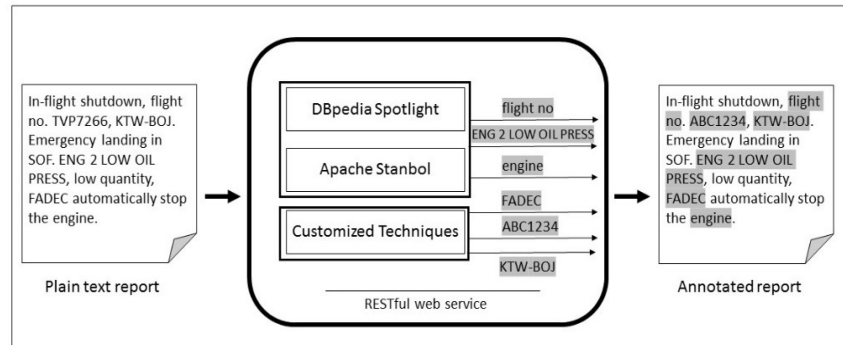 In-flight shutdown, flight
no. TVP7266, KTW-BOJ.
Emergency landing in
SOF. ENG 2 LOW OIL
PRESS, low quantity,
FADEC automatically stop
the engine.
Plain text report
DBpedia Spotlight
Apache Stanbol
Customized Techniques
flight no
ENG 2 LOW OIL PRESS
engine
FADEC
ABC1234
KTW-BOJ
RESTful web service
In-flight shutdown, flight
no. ABC1234, KTW-BOJ.
Emergency landing in
SOF. ENG 2 LOW OIL
PRESS, low quantity,
FADEC automatically stop
the engine.
Annotated report